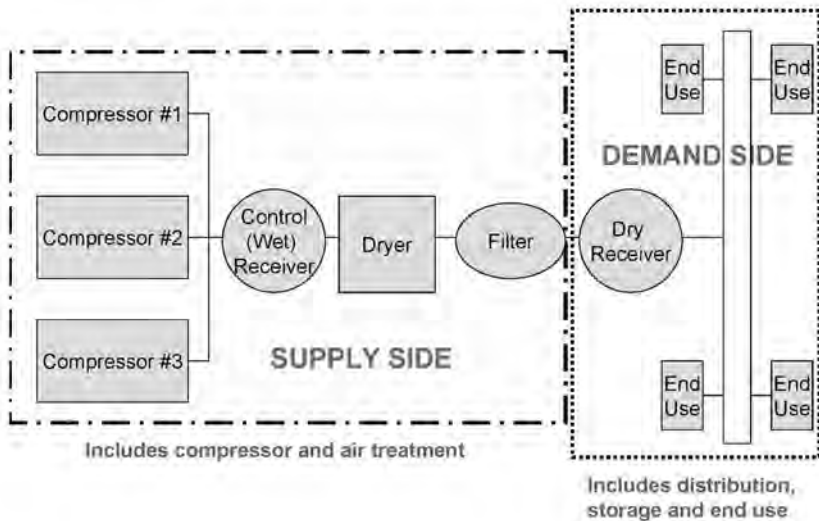 Compressor #1
Compressor #2
Compressor #3
Control
(Wet)
Receiver
Dryer
Filter
SUPPLY SIDE
Includes compressor and air treatment
End
Use
End
Use
DEMAND SIDE
Dry
Receiver
End
Use
End
Use
Includes distribution,
storage and end use